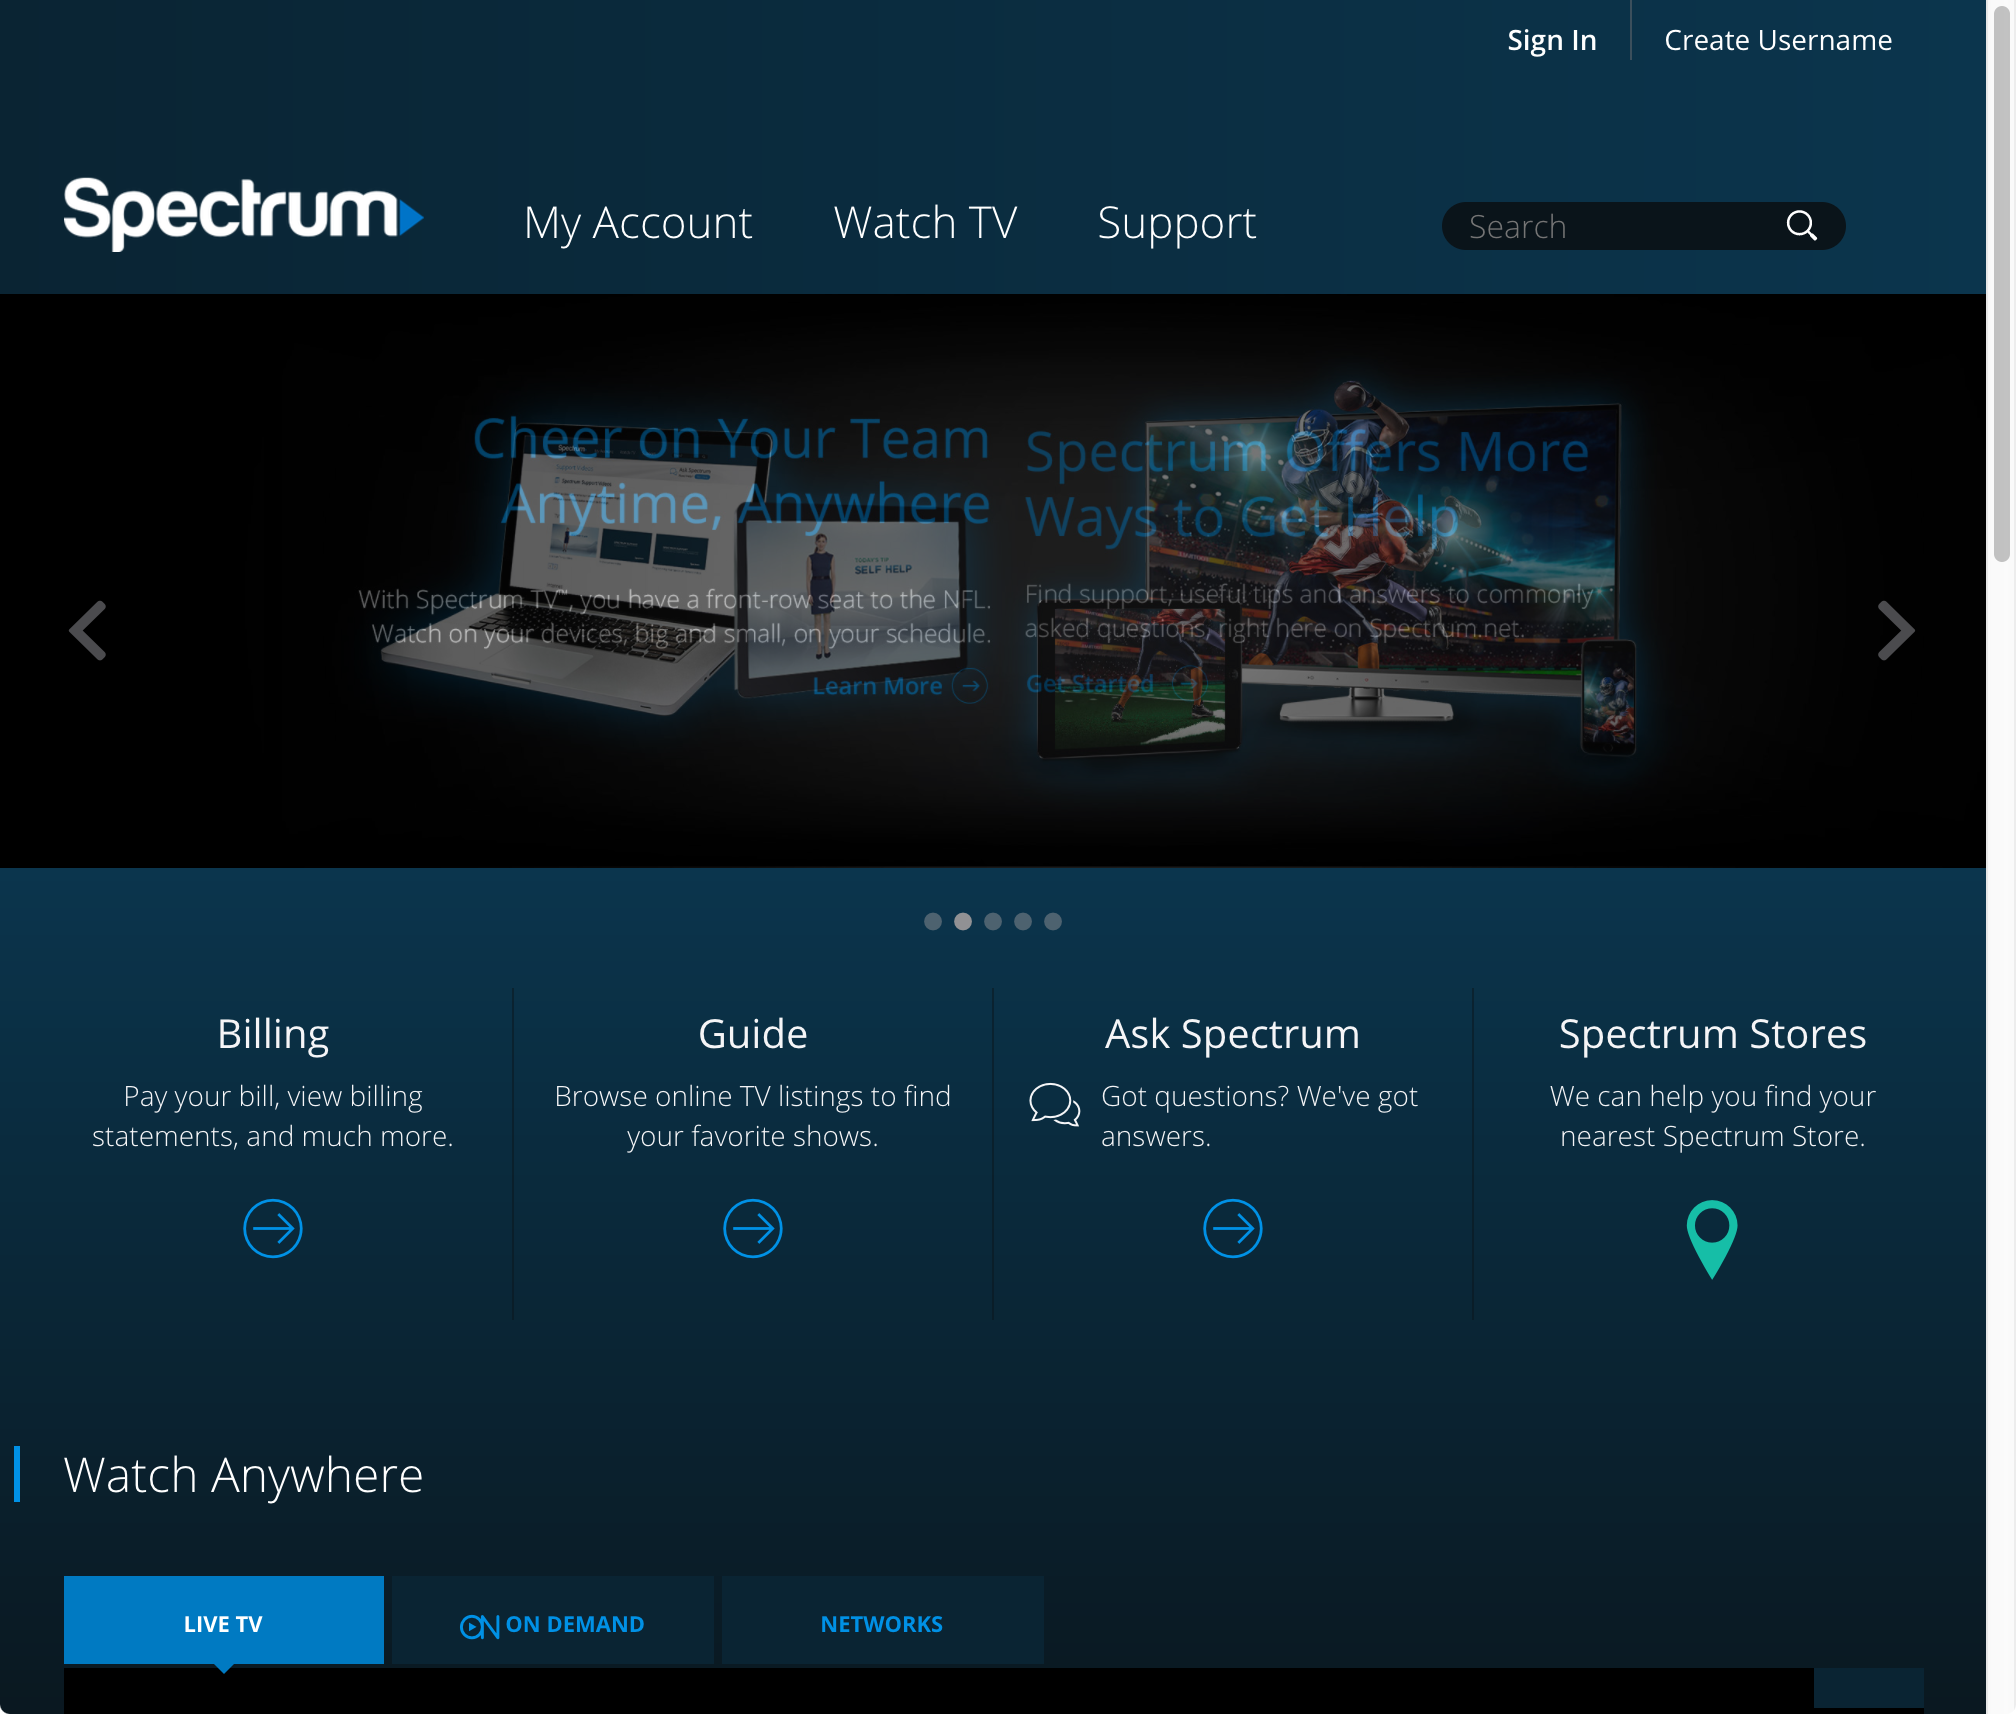 Sign In
Create Username
Spectrum
My Account
Watch TV
Support
Search
Cheer on Your Team
Anytime, Anywhere
With Spectrum TV™, you have a front-row seat to the NFL.
Watch on your devices, big and small, on your schedule.
Learn More
Spectrum Offers More
Ways to Get Help
Find support, useful tips and answers to commonly
asked questions, right here on Spectrum.net.
Get Started
SELF HELP
Billing
Pay your bill, view billing
statements, and much more.
Guide
Browse online TV listings to find
your favorite shows.
Ask Spectrum
Got questions? We've got
answers.
Spectrum Stores
We can help you find your
nearest Spectrum Store.
Watch Anywhere
LIVE TV
ON ON DEMAND
NETWORKS